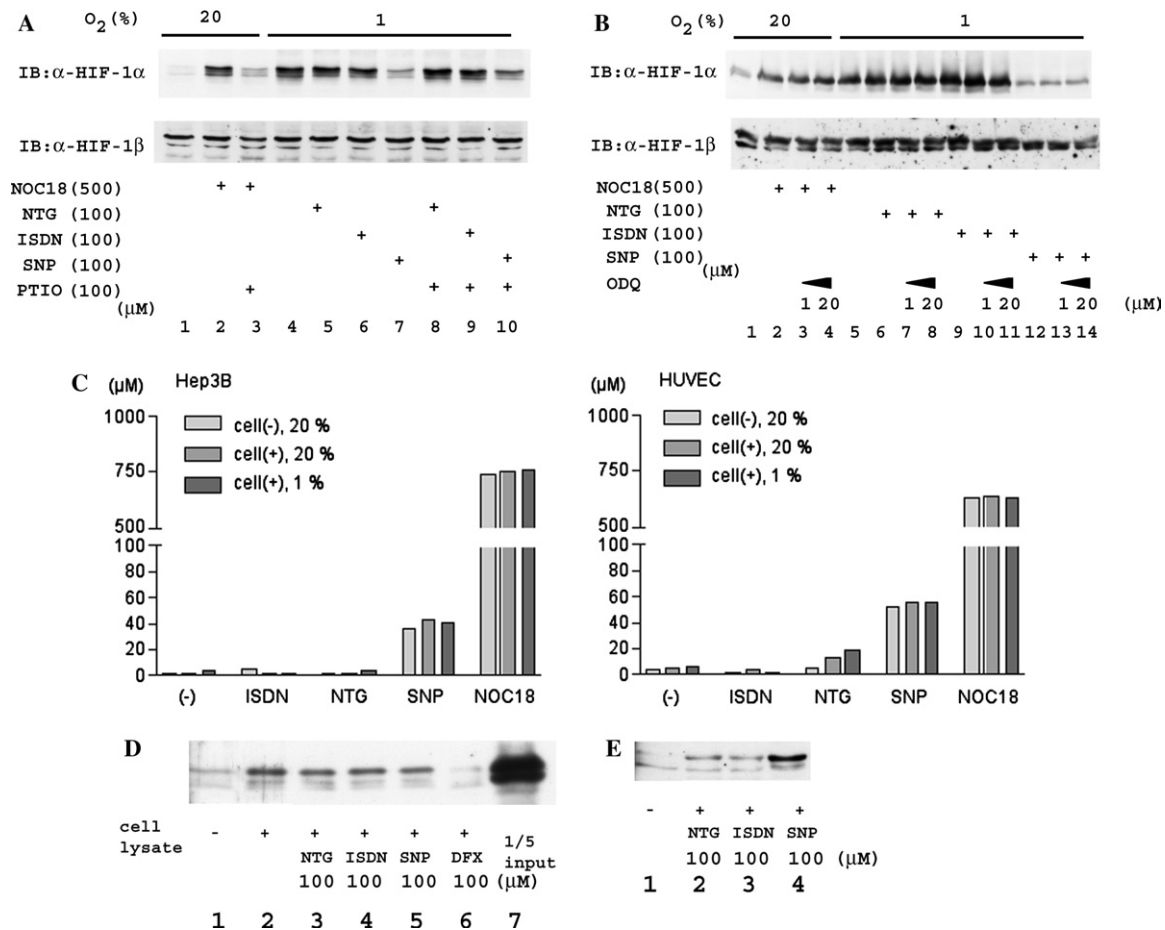 A
O2(%)
20
1
IB:α-HIF-1α
IB:α-HIF-1β
NOC18(500) + +
NTG (100) + +
ISDN(100) + +
SNP (100) + +
PTIO(100) + + + +
(μM)
1 2 3 4 5 6 7 8 9 10
B
O2(%)
20
1
IB:α-HIF-1α
IB:α-HIF-1β
NOC18(500) + + +
NTG(100) + + +
ISDN(100) + + +
SNP (100) + + +
(μM)
ODQ
1 20 1 20 1 20 1 20 (μM)
1 2 3 4 5 6 7 8 9 10 11 12 13 14
C
(μM) Hep3B
1000
750
500
100
80
60
40
20
0
cell(-), 20 %
cell(+), 20 %
cell(+), 1 %
(-) ISDN NTG SNP NOC18
(μM) HUVEC
1000
750
500
100
80
60
40
20
0
cell(-), 20 %
cell(+), 20 %
cell(+), 1 %
(-) ISDN NTG SNP NOC18
D
cell lysate
- + + + + +
NTG ISDN SNP DFX
100 100 100 100 (μM)
1/5
input
1 2 3 4 5 6 7
E
- + + +
NTG ISDN SNP
100 100 100 (μM)
1 2 3 4